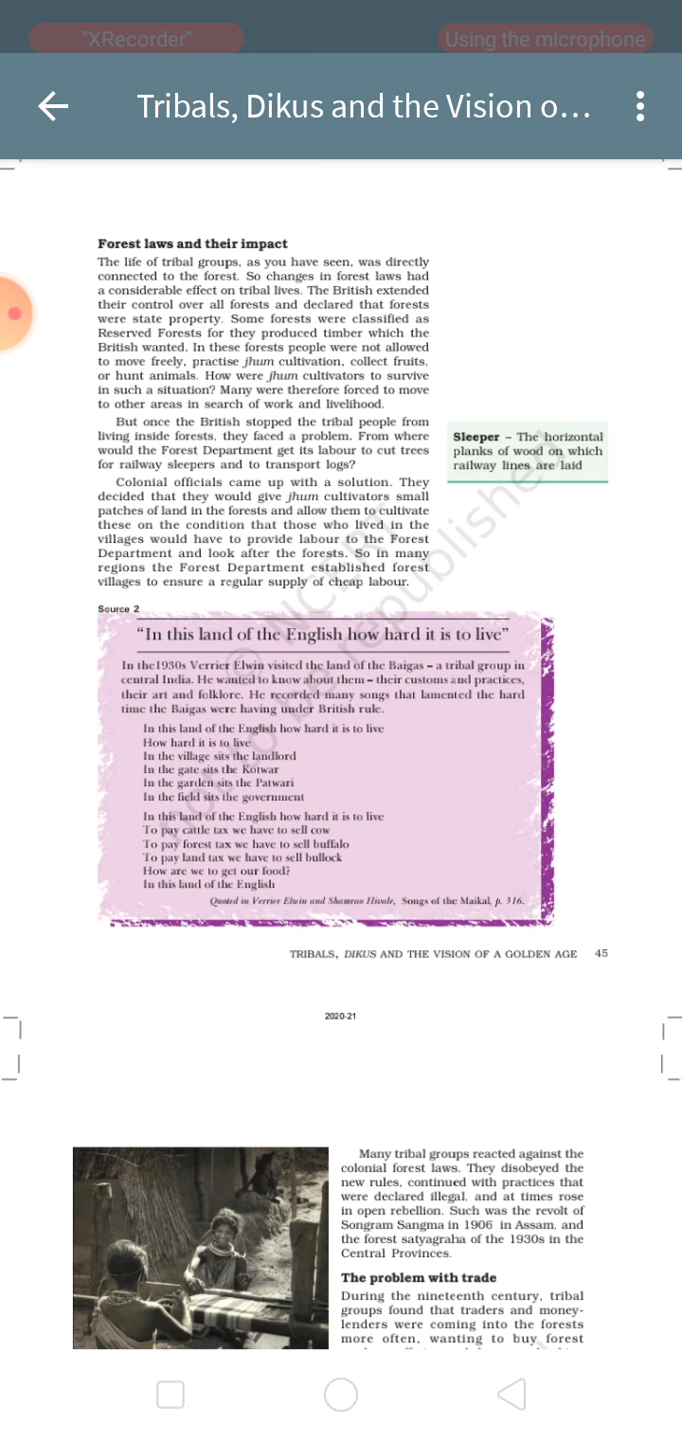 "XRecorder"
Using the microphone
Tribals, Dikus and the Vision o...
Forest laws and their impact
The life of tribal groups, as you have seen, was directly
connected to the forest. So changes in forest laws had
a considerable effect on tribal lives. The British extended
their control over all forests and declared that forests
were state property. Some forests were classified as
Reserved Forests for they produced timber which the
British wanted. In these forests people were not allowed
to move freely, practise jhum cultivation, collect fruits,
or hunt animals. How were jhum cultivators to survive
in such a situation? Many were therefore forced to move
to other areas in search of work and livelihood.
But once the British stopped the tribal people from
living inside forests, they faced a problem. From where
would the Forest Department get its labour to cut trees
for railway sleepers and to transport logs?
Colonial officials came up with a solution. They
decided that they would give jhum cultivators small
patches of land in the forests and allow them to cultivate
these on the condition that those who lived in the
villages would have to provide labour to the Forest
Department and look after the forests. So in many
regions the Forest Department established forest
villages to ensure a regular supply of cheap labour.
Sleeper – The horizontal
planks of wood on which
railway lines are laid
Source 2
"In this land of the English how hard it is to live"
In the1930s Verrier Elwin visited the land of the Baigas – a tribal group in
central India. He wanted to know about them – their customs and practices,
their art and folklore. He recorded many songs that lamented the hard
time the Baigas were having under British rule.
In this land of the English how hard it is to live
How hard it is to live
In the village sits the landlord
In the gate sits the Kotwar
In the garden sits the Patwari
In the field sits the government
In this land of the English how hard it is to live
To pay cattle tax we have to sell cow
To pay forest tax we have to sell buffalo
To pay land tax we have to sell bullock
How are we to get our food?
In this land of the English
Quoted in Verrier Elwin and Shamrao Hivale, Songs of the Maikal, p. 316.
© NCERT
not to be republished
TRIBALS, DIKUS AND THE VISION OF A GOLDEN AGE 45
2020-21
Many tribal groups reacted against the
colonial forest laws. They disobeyed the
new rules, continued with practices that
were declared illegal, and at times rose
in open rebellion. Such was the revolt of
Songram Sangma in 1906 in Assam, and
the forest satyagraha of the 1930s in the
Central Provinces.
The problem with trade
During the nineteenth century, tribal
groups found that traders and money-
lenders were coming into the forests
more often, wanting to buy forest